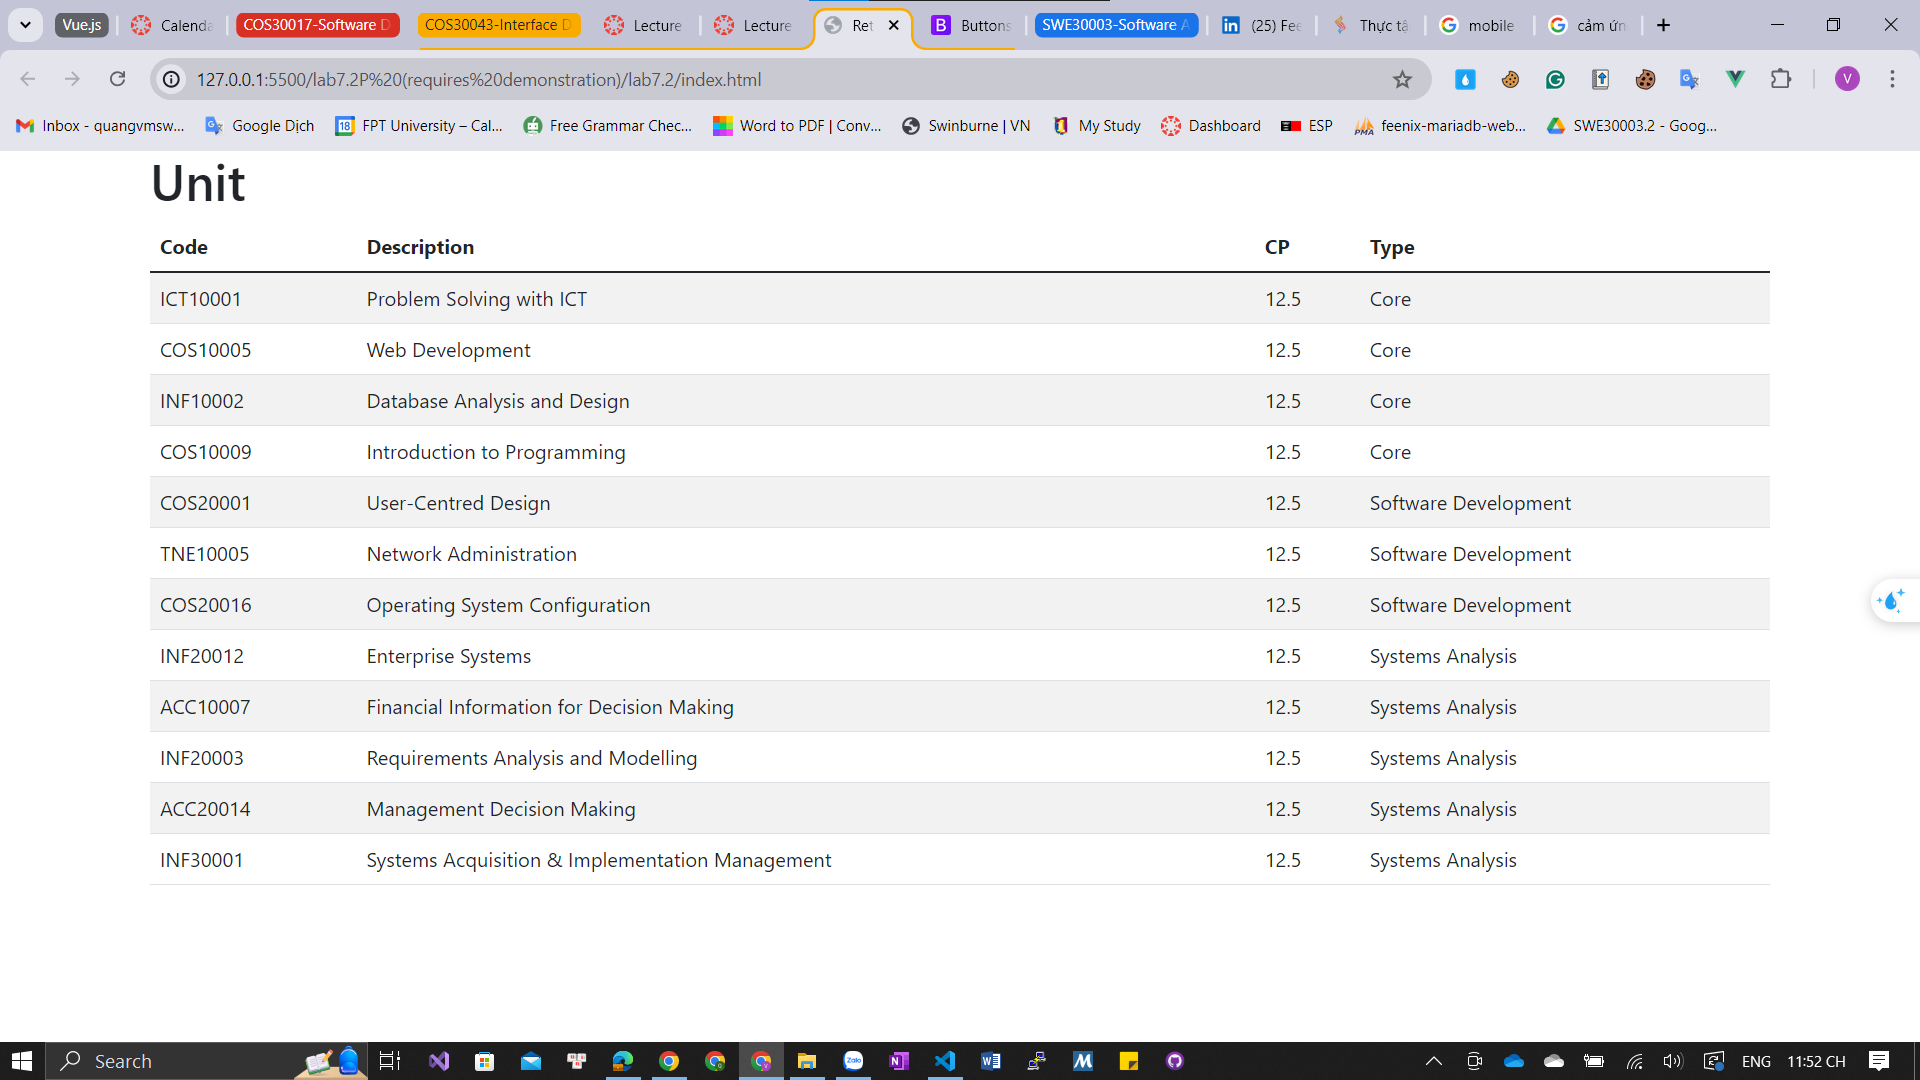 Vue.js Calenda COS30017-Software D COS30043-Interface D Lecture Lecture Ret Buttons SWE30003-Software A (25) Fee Thực tậ mobile cảm ứn
127.0.0.1:5500/lab7.2P%20(requires%20demonstration)/lab7.2/index.html V
Inbox - quangvmsw... Google Dịch FPT University – Cal... Free Grammar Chec... Word to PDF | Conv... Swinburne | VN My Study Dashboard ESP feenix-mariadb-web... SWE30003.2 - Goog...
Unit
Code Description CP Type
ICT10001 Problem Solving with ICT 12.5 Core
COS10005 Web Development 12.5 Core
INF10002 Database Analysis and Design 12.5 Core
COS10009 Introduction to Programming 12.5 Core
COS20001 User-Centred Design 12.5 Software Development
TNE10005 Network Administration 12.5 Software Development
COS20016 Operating System Configuration 12.5 Software Development
INF20012 Enterprise Systems 12.5 Systems Analysis
ACC10007 Financial Information for Decision Making 12.5 Systems Analysis
INF20003 Requirements Analysis and Modelling 12.5 Systems Analysis
ACC20014 Management Decision Making 12.5 Systems Analysis
INF30001 Systems Acquisition & Implementation Management 12.5 Systems Analysis
Search ENG 11:52 CH